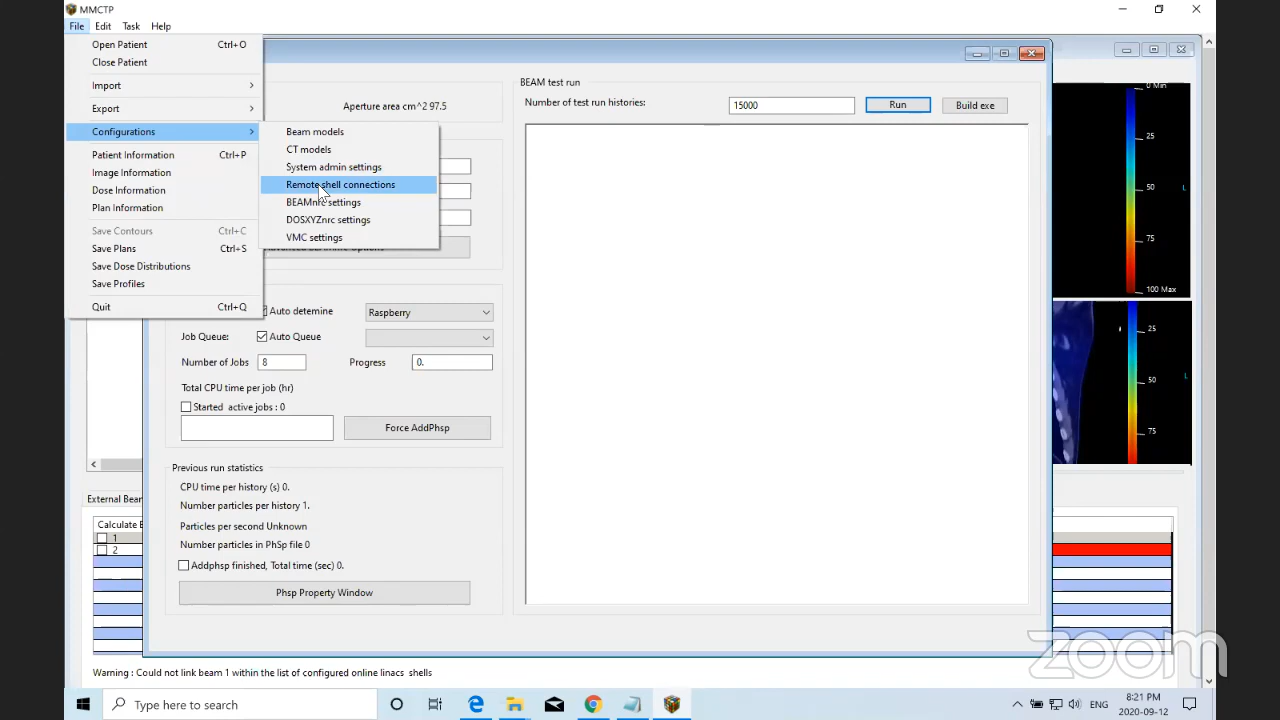 MMCTP
File Edit Task Help
Open Patient Ctrl+O
Close Patient
Import
Export
Configurations
Patient Information Ctrl+P
Image Information
Dose Information
Plan Information
Save Contours Ctrl+C
Save Plans Ctrl+S
Save Dose Distributions
Save Profiles
Quit Ctrl+Q
Beam models
CT models
System admin settings
Remote shell connections
BEAMnrc settings
DOSXYZnrc settings
VMC settings
Aperture area cm^2 97.5
Auto detemine Raspberry
Job Queue: Auto Queue
Number of Jobs 8 Progress 0.
Total CPU time per job (hr)
Started active jobs : 0
Force AddPhsp
Previous run statistics
CPU time per history (s) 0.
Number particles per history 1.
Particles per second Unknown
Number particles in PhSp file 0
Addphsp finished, Total time (sec) 0.
Phsp Property Window
BEAM test run
Number of test run histories: 15000 Run Build exe
0 Min
25
50
75
100 Max
L
25
50
75
L
External Bea
Calculate
1
2
Warning : Could not link beam 1 within the list of configured online linacs shells
zoom
Type here to search
ENG
8:21 PM
2020-09-12